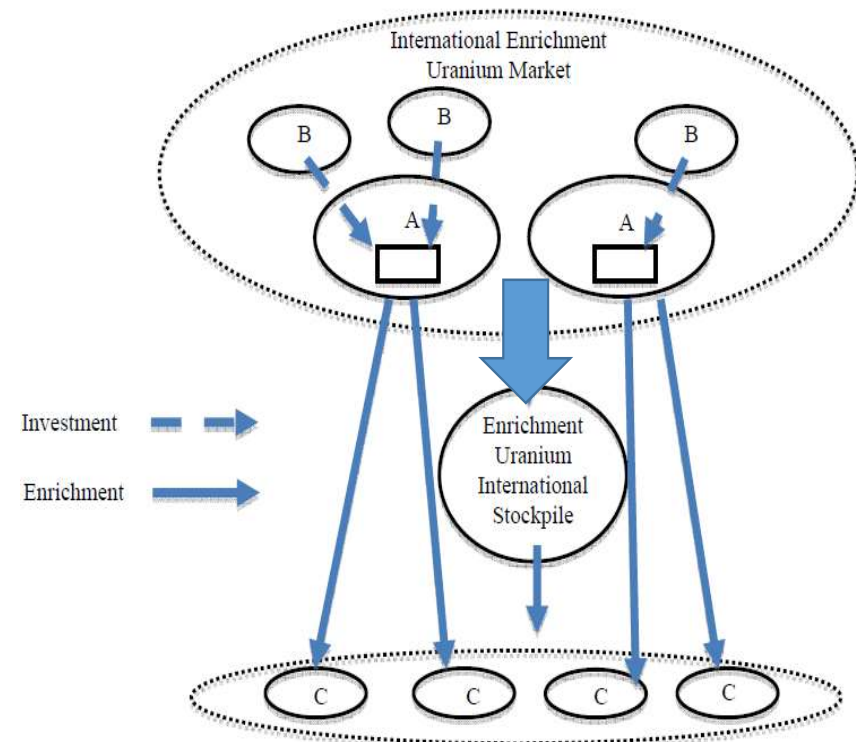 International Enrichment
Uranium Market
B
B
B
A
A
Investment
Enrichment
Enrichment
Uranium
International
Stockpile
C
C
C
C